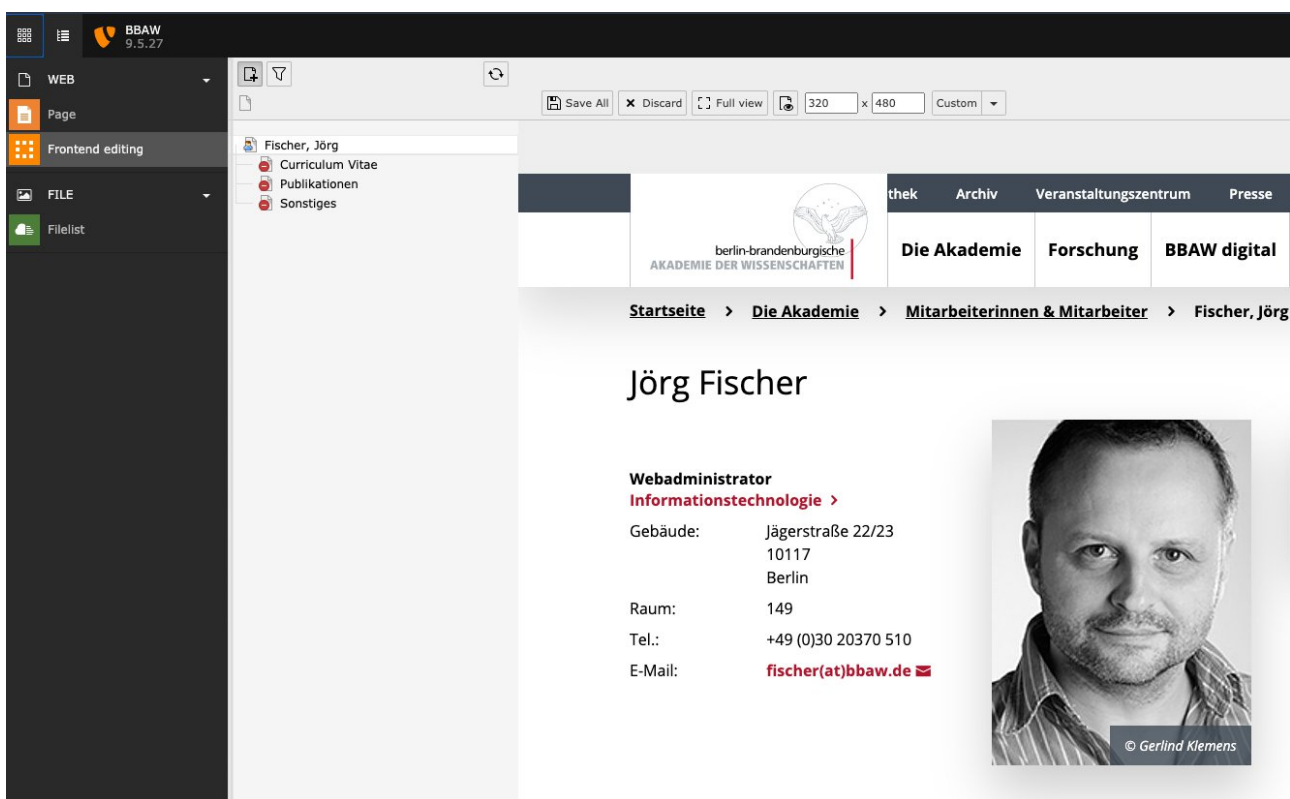 BBAW
9.5.27
WEB
Page
Frontend editing
FILE
Filelist
Fischer, Jörg
Curriculum Vitae
Publikationen
Sonstiges
Save All Discard Full view 320 x 480 Custom
berlin-brandenburgische
AKADEMIE DER WISSENSCHAFTEN
thek Archiv Veranstaltungszentrum Presse
Die Akademie Forschung BBAW digital
Startseite > Die Akademie > Mitarbeiterinnen & Mitarbeiter > Fischer, Jörg
Jörg Fischer
Webadministrator
Informationstechnologie >
Gebäude: Jägerstraße 22/23
10117
Berlin
Raum: 149
Tel.: +49 (0)30 20370 510
E-Mail: fischer(at)bbaw.de
© Gerlind Klemens